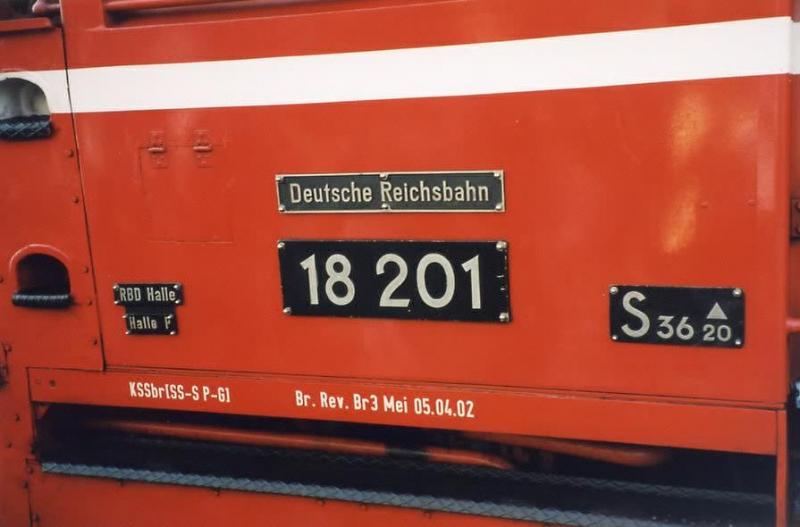 Deutsche Reichsbahn
18 201
RBD Halle
Halle P
S 36 20
KSSbr[SS-S P-G]
Br. Rev. Br3 Mei 05.04.02